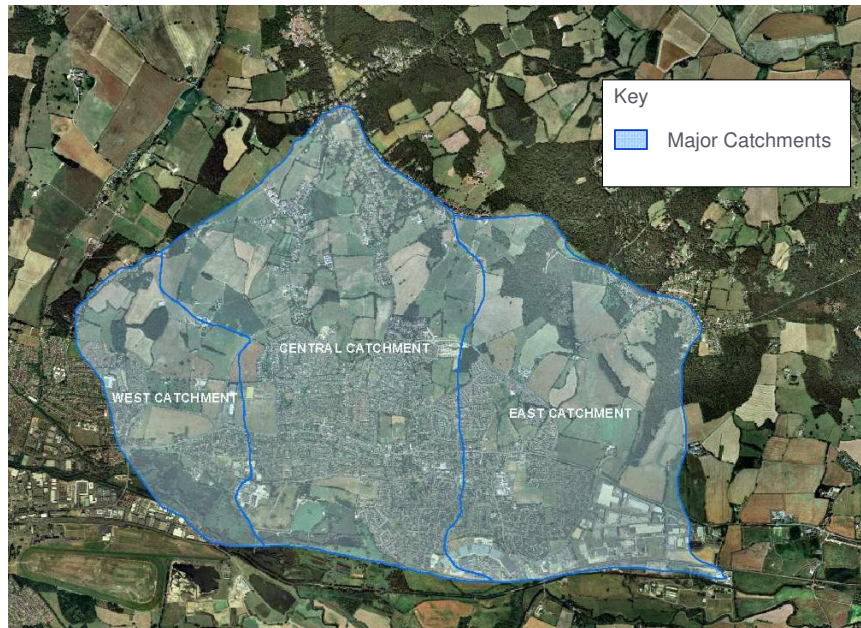 Key
Major Catchments
CENTRAL CATCHMENT
WEST CATCHMENT
EAST CATCHMENT